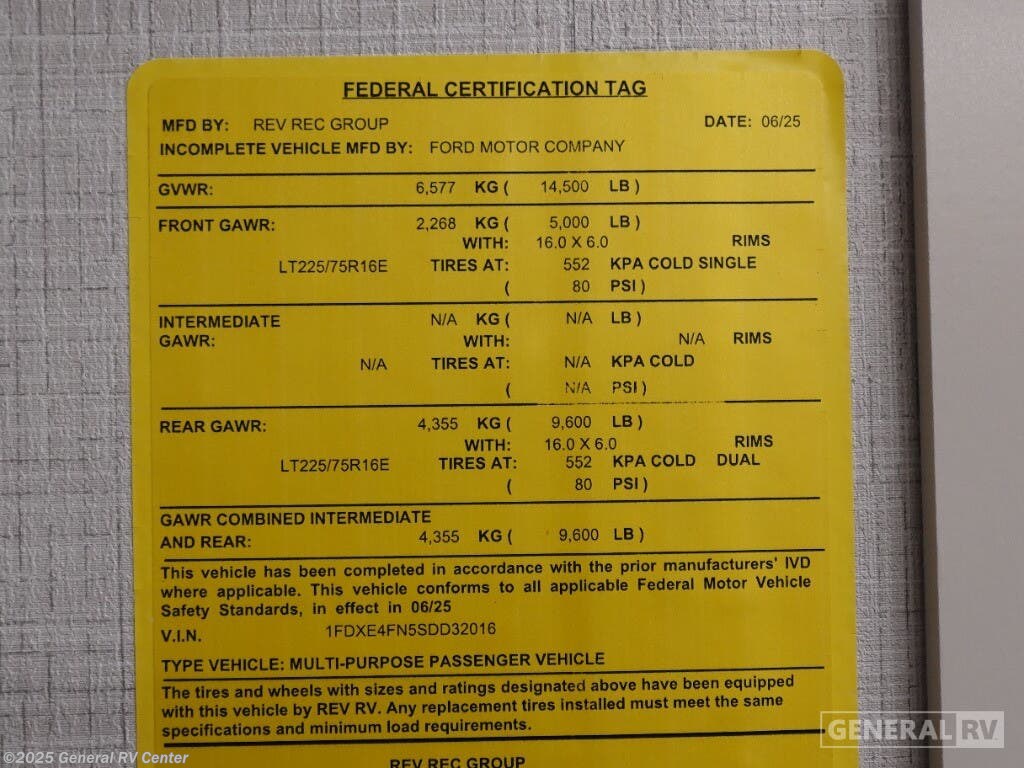 FEDERAL CERTIFICATION TAG
MFD BY: REV REC GROUP DATE: 06/25
INCOMPLETE VEHICLE MFD BY: FORD MOTOR COMPANY
GVWR: 6,577 KG ( 14,500 LB )
FRONT GAWR: 2,268 KG ( 5,000 LB )
WITH: 16.0 X 6.0 RIMS
LT225/75R16E TIRES AT: 552 KPA COLD SINGLE
( 80 PSI )
INTERMEDIATE N/A KG ( N/A LB )
GAWR: WITH: N/A RIMS
N/A TIRES AT: N/A KPA COLD
( N/A PSI )
REAR GAWR: 4,355 KG ( 9,600 LB )
WITH: 16.0 X 6.0 RIMS
LT225/75R16E TIRES AT: 552 KPA COLD DUAL
( 80 PSI )
GAWR COMBINED INTERMEDIATE
AND REAR: 4,355 KG ( 9,600 LB )
This vehicle has been completed in accordance with the prior manufacturers' IVD
where applicable. This vehicle conforms to all applicable Federal Motor Vehicle
Safety Standards, in effect in 06/25
V.I.N. 1FDXE4FN5SDD32016
TYPE VEHICLE: MULTI-PURPOSE PASSENGER VEHICLE
The tires and wheels with sizes and ratings designated above have been equipped
with this vehicle by REV RV. Any replacement tires installed must meet the same
specifications and minimum load requirements.
REV REC GROUP
GENERAL RV
©2025 General RV Center